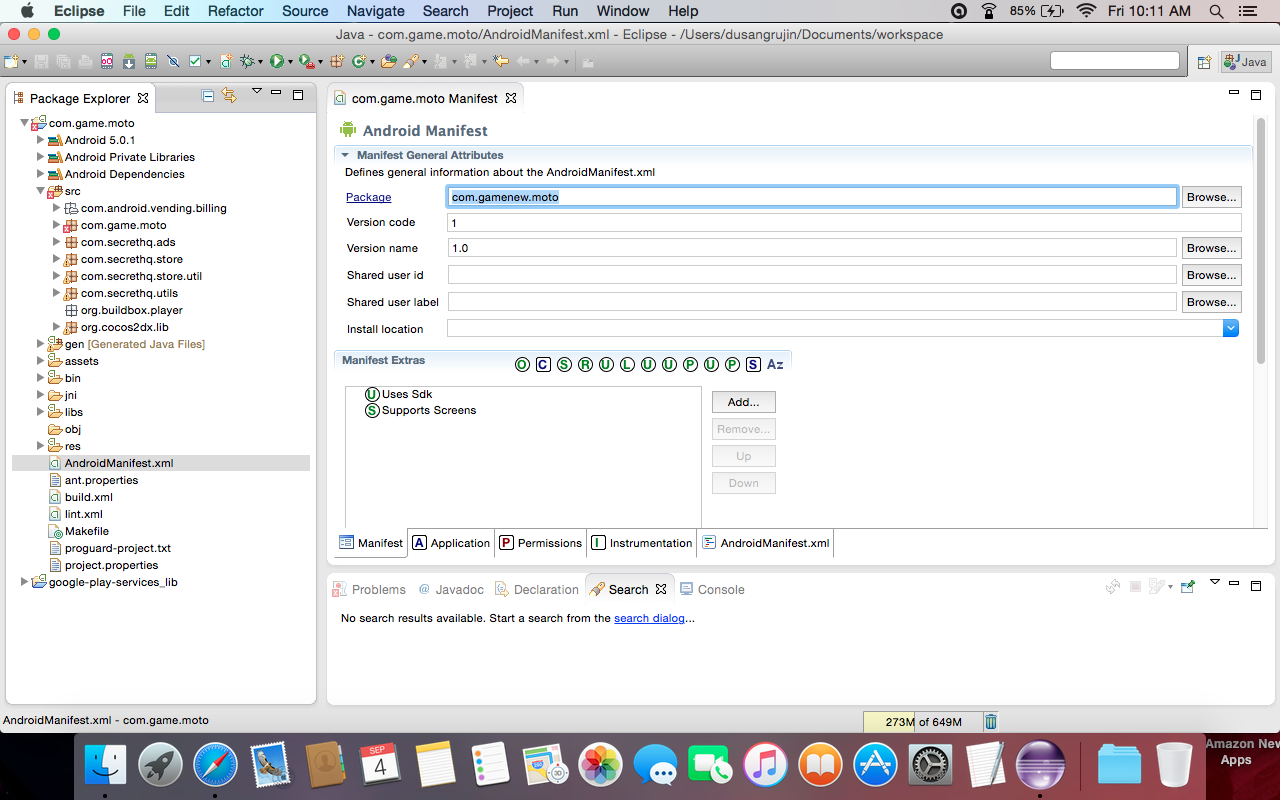 Eclipse File Edit Refactor Source Navigate Search Project Run Window Help 85% Fri 10:11 AM
Java - com.game.moto/AndroidManifest.xml - Eclipse - /Users/dusangrujin/Documents/workspace
Java
Package Explorer
com.game.moto
Android 5.0.1
Android Private Libraries
Android Dependencies
src
com.android.vending.billing
com.game.moto
com.secrethq.ads
com.secrethq.store
com.secrethq.store.util
com.secrethq.utils
org.buildbox.player
org.cocos2dx.lib
gen [Generated Java Files]
assets
bin
jni
libs
obj
res
AndroidManifest.xml
ant.properties
build.xml
lint.xml
Makefile
proguard-project.txt
project.properties
google-play-services_lib
com.game.moto Manifest
Android Manifest
Manifest General Attributes
Defines general information about the AndroidManifest.xml
Package com.gamenew.moto Browse...
Version code 1
Version name 1.0 Browse...
Shared user id Browse...
Shared user label Browse...
Install location
Manifest Extras O C S R U L U U P U P S Az
U Uses Sdk
S Supports Screens
Add...
Remove...
Up
Down
Manifest A Application P Permissions I Instrumentation AndroidManifest.xml
Problems @ Javadoc Declaration Search Console
No search results available. Start a search from the search dialog...
AndroidManifest.xml - com.game.moto
273M of 649M
SEP
4
3D
Amazon New
Apps